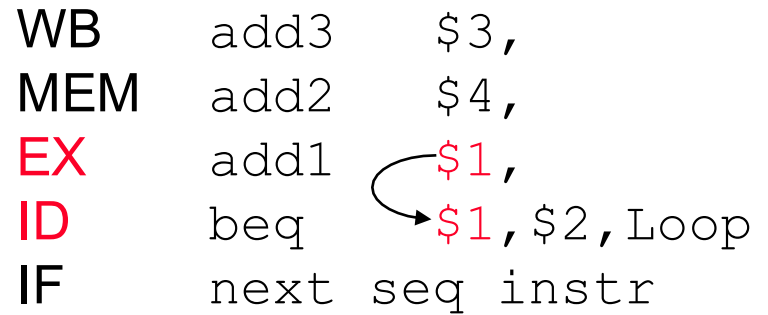 WB add3 $3,
MEM add2 $4,
EX add1 $1,
ID beq $1,$2,Loop
IF next seq instr